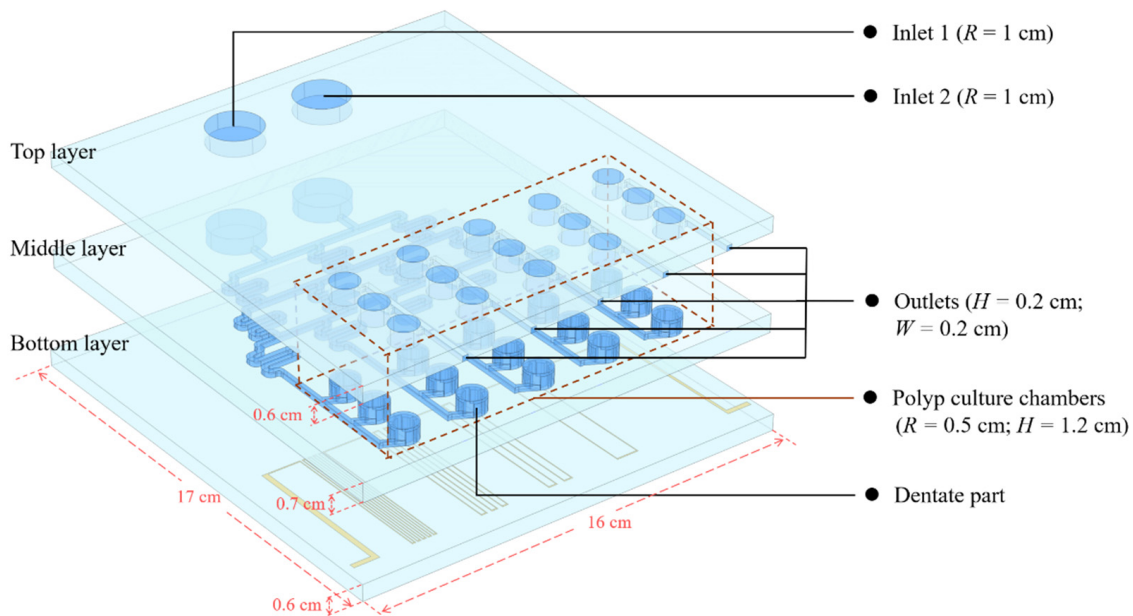 Inlet 1 (R = 1 cm)
Inlet 2 (R = 1 cm)
Top layer
Middle layer
Outlets (H = 0.2 cm;
W = 0.2 cm)
Bottom layer
0.6 cm
Polyp culture chambers
(R = 0.5 cm; H = 1.2 cm)
17 cm
0.7 cm
Dentate part
16 cm
0.6 cm